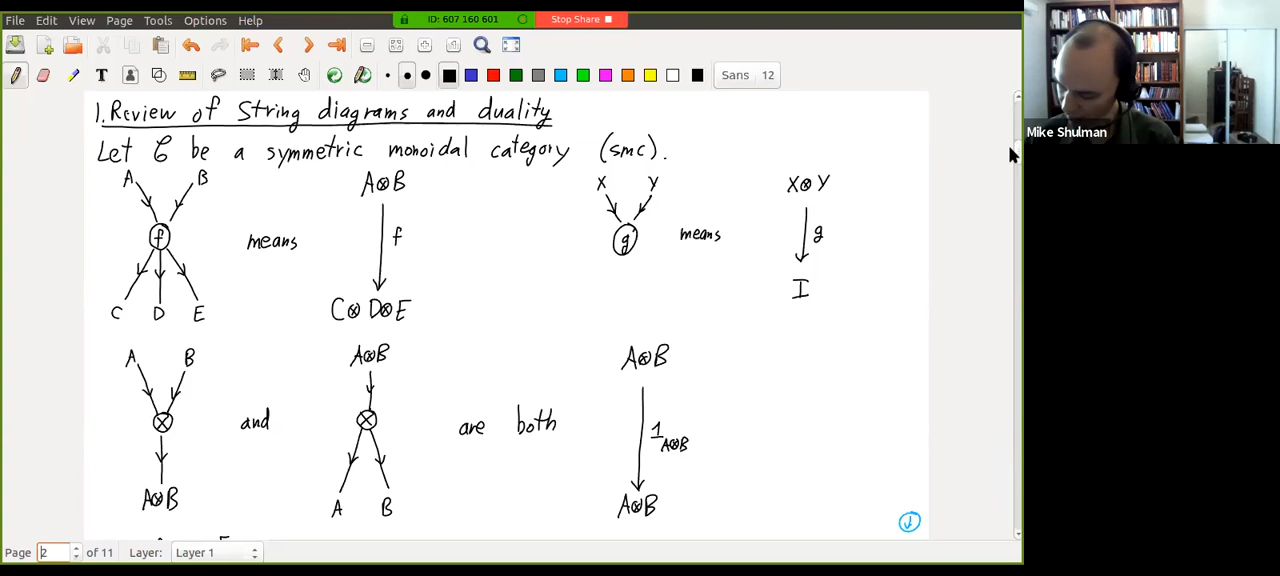 File Edit View Page Tools Options Help
ID: 607 160 601 Stop Share
Sans 12
Mike Shulman
1. Review of String diagrams and duality
Let C be a symmetric monoidal category (smc).
A B A⊗B X Y X⊗Y
f means f g means g
C D E C⊗D⊗E I
A B A⊗B A⊗B
⊗ and ⊗ are both 1_{A⊗B}
A⊗B A B A⊗B
Page 2 of 11 Layer: Layer 1